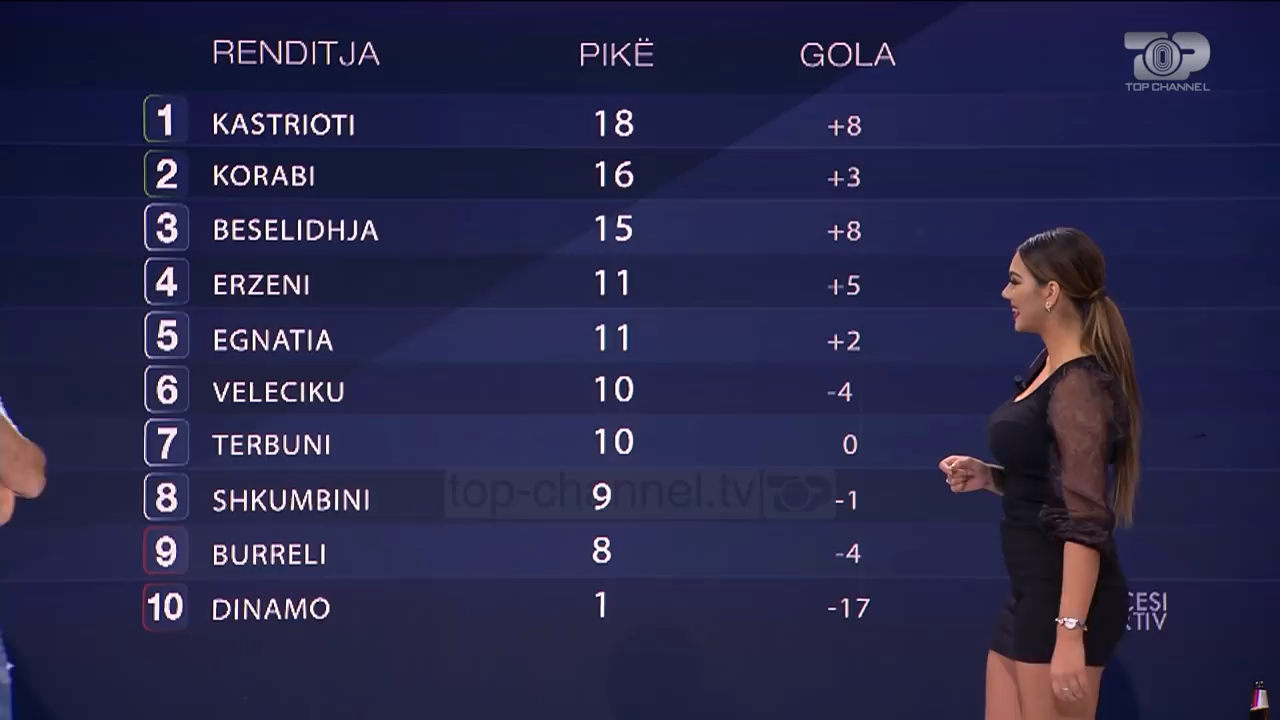 RENDITJA PIKË GOLA
TOP CHANNEL
1 KASTRIOTI 18 +8
2 KORABI 16 +3
3 BESELIDHJA 15 +8
4 ERZENI 11 +5
5 EGNATIA 11 +2
6 VELECIKU 10 -4
7 TERBUNI 10 0
8 SHKUMBINI 9 -1
top-channel.tv
9 BURRELI 8 -4
10 DINAMO 1 -17
CESI
KTIV